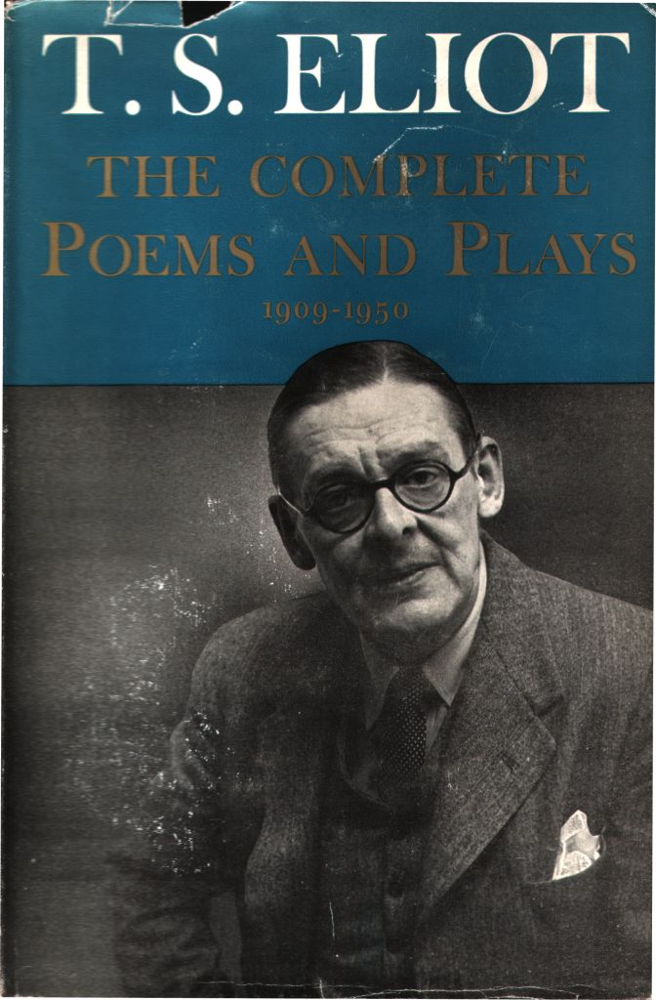 T. S. ELIOT
THE COMPLETE
POEMS AND PLAYS
1909-1950